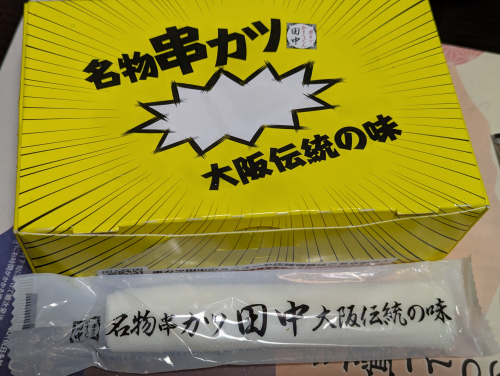 名物串カツ
田中
大阪伝統の味
名物串カツ田中 大阪伝統の味